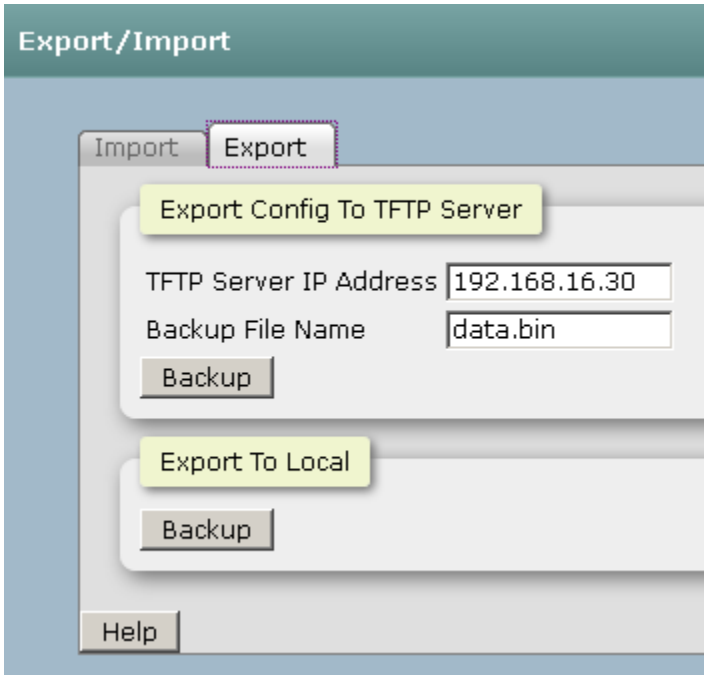 Export/Import
Import Export
Export Config To TFTP Server
TFTP Server IP Address 192.168.16.30
Backup File Name data.bin
Backup
Export To Local
Backup
Help